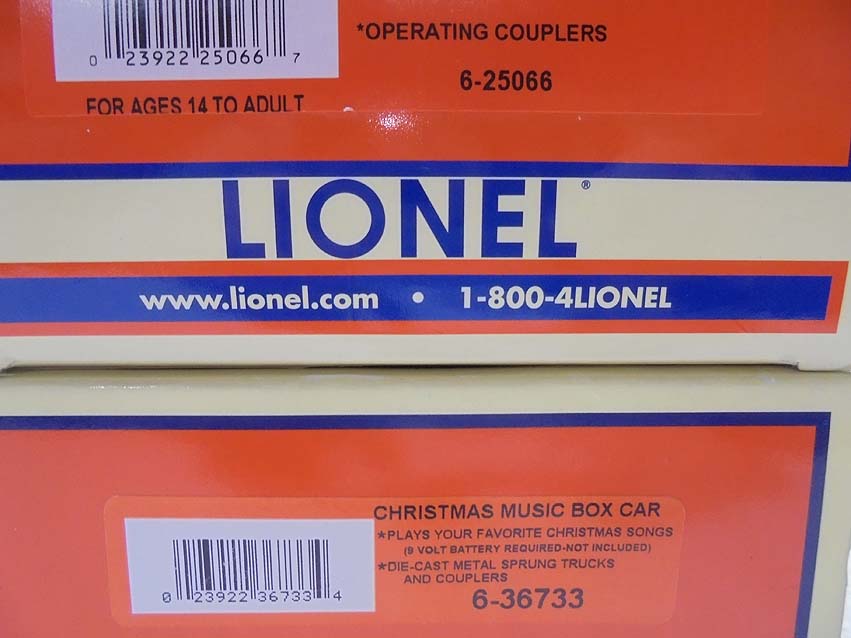 *OPERATING COUPLERS
0 23922 25066 7
6-25066
FOR AGES 14 TO ADULT
LIONEL®
www.lionel.com • 1-800-4LIONEL
CHRISTMAS MUSIC BOX CAR
*PLAYS YOUR FAVORITE CHRISTMAS SONGS
(9 VOLT BATTERY REQUIRED-NOT INCLUDED)
*DIE-CAST METAL SPRUNG TRUCKS
AND COUPLERS
0 23922 36733 4
6-36733